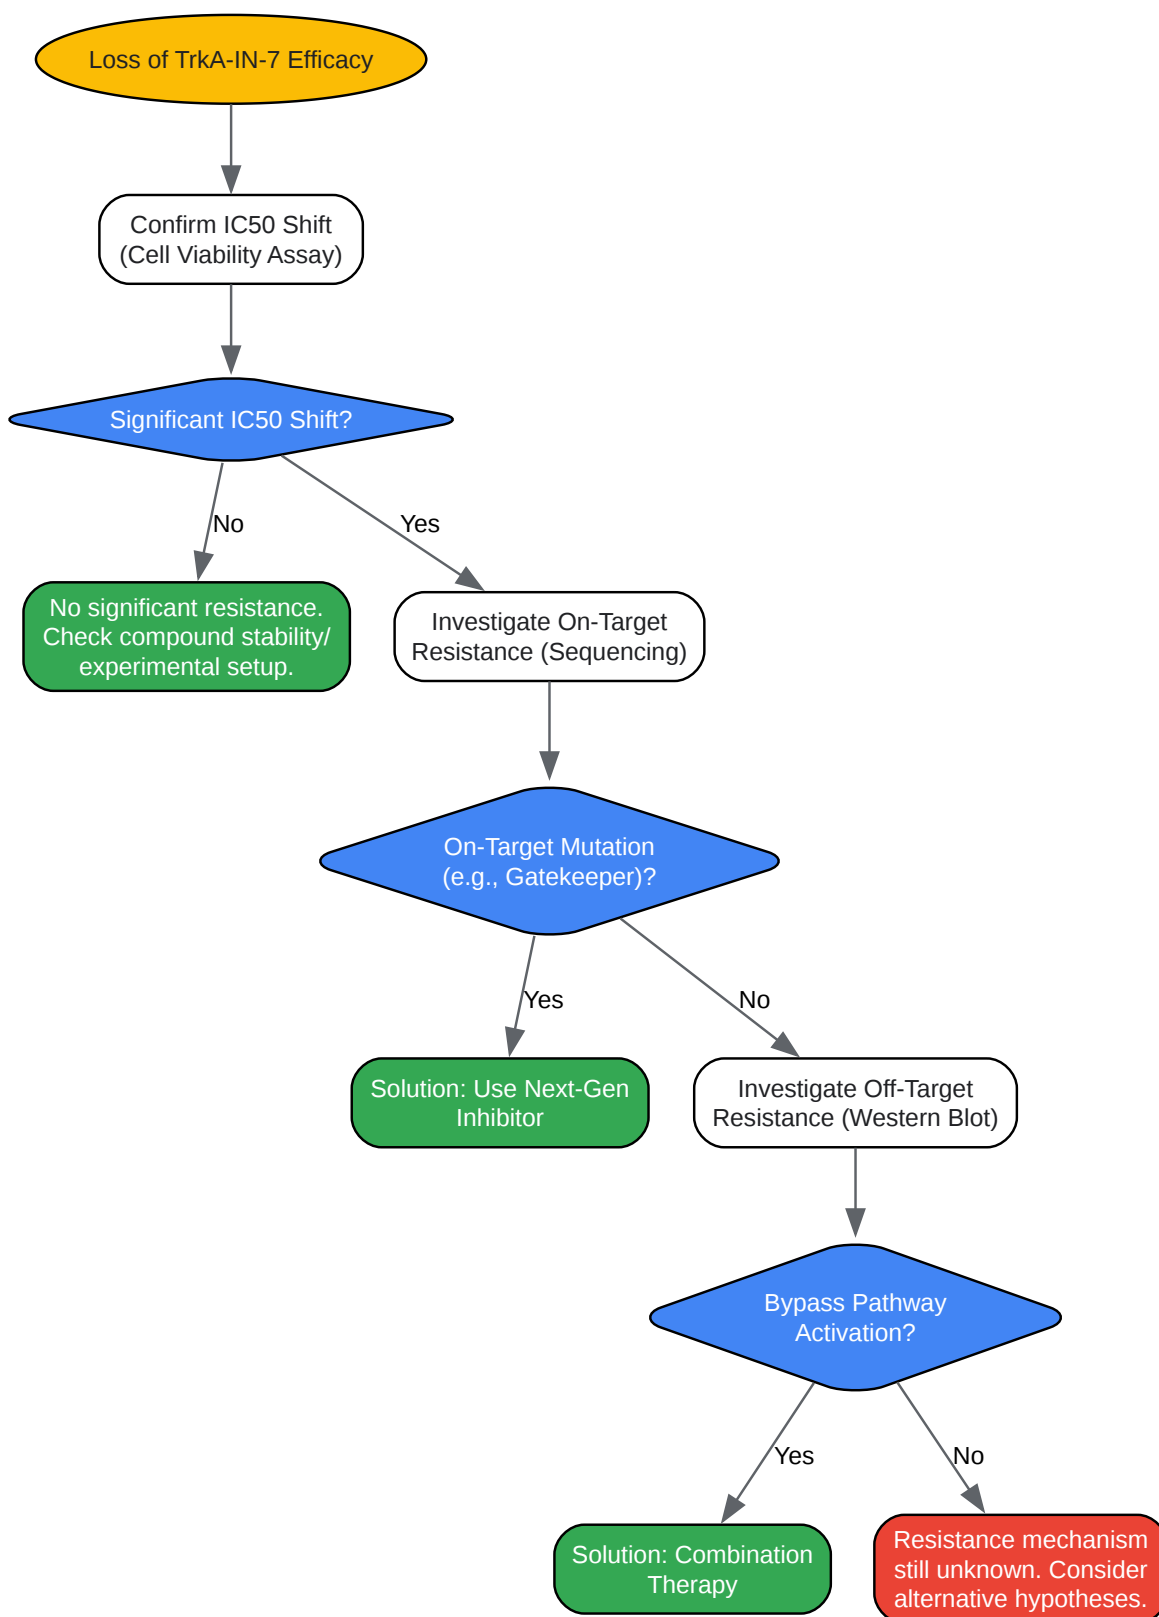 Loss of TrkA-IN-7 Efficacy
Confirm IC50 Shift
(Cell Viability Assay)
Significant IC50 Shift?
No
Yes
No significant resistance.
Check compound stability/
experimental setup.
Investigate On-Target
Resistance (Sequencing)
On-Target Mutation
(e.g., Gatekeeper)?
Yes
No
Solution: Use Next-Gen
Inhibitor
Investigate Off-Target
Resistance (Western Blot)
Bypass Pathway
Activation?
Yes
No
Solution: Combination
Therapy
Resistance mechanism
still unknown. Consider
alternative hypotheses.